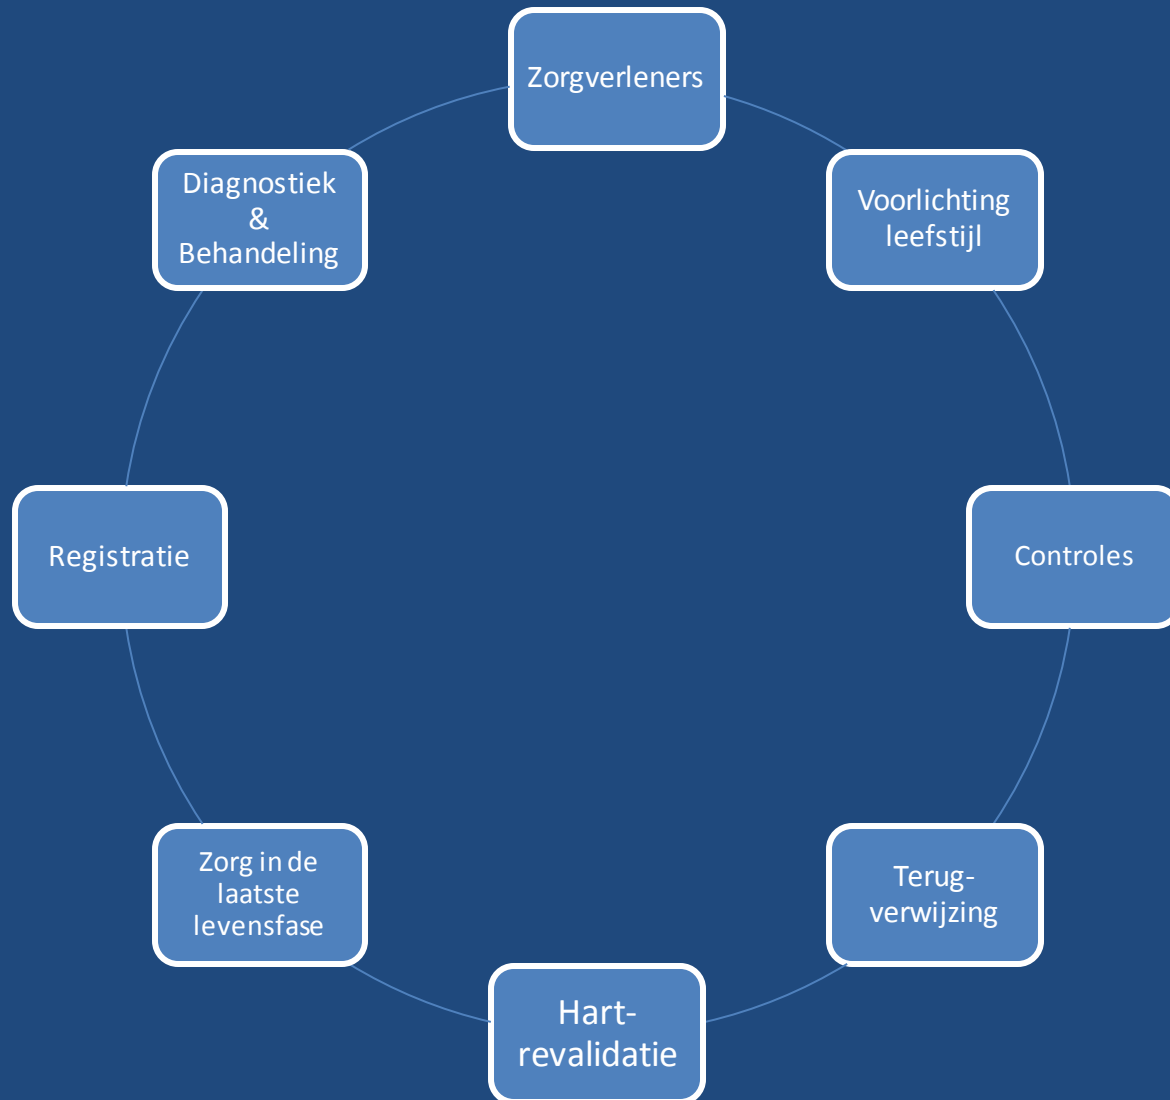 Zorgverleners
Voorlichting
leefstijl
Controles
Terug-
verwijzing
Hart-
revalidatie
Zorg in de
laatste
levensfase
Registratie
Diagnostiek
&
Behandeling